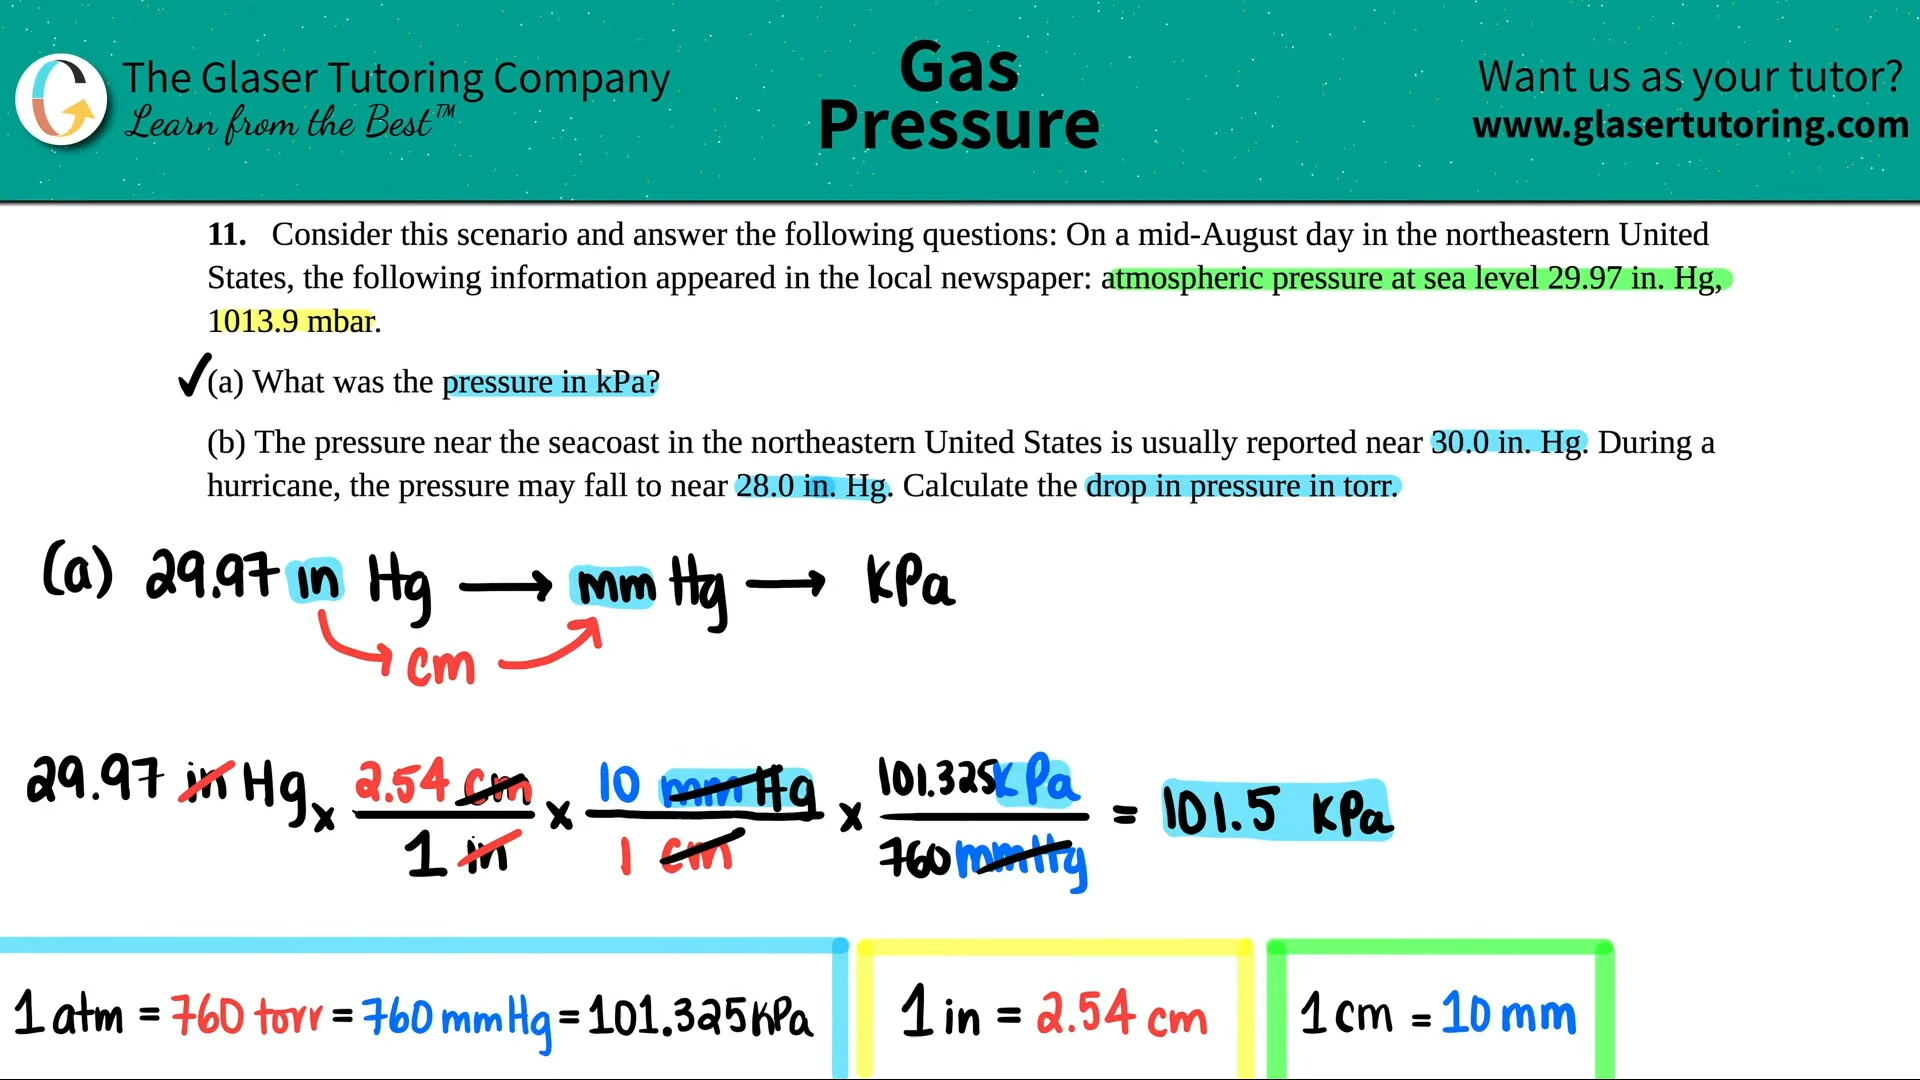 The Glaser Tutoring Company
Learn from the Best™
Gas
Pressure
Want us as your tutor?
www.glasertutoring.com
11. Consider this scenario and answer the following questions: On a mid-August day in the northeastern United
States, the following information appeared in the local newspaper: atmospheric pressure at sea level 29.97 in. Hg,
1013.9 mbar.
✓(a) What was the pressure in kPa?
(b) The pressure near the seacoast in the northeastern United States is usually reported near 30.0 in. Hg. During a
hurricane, the pressure may fall to near 28.0 in. Hg. Calculate the drop in pressure in torr.
(a) 29.97 in Hg → mm Hg → kPa
cm
29.97 in Hg x 2.54 cm / 1 in x 10 mm Hg / 1 cm x 101.325 kPa / 760 mmHg = 101.5 kPa
1 atm = 760 torr = 760 mmHg = 101.325 kPa
1 in = 2.54 cm
1 cm = 10 mm